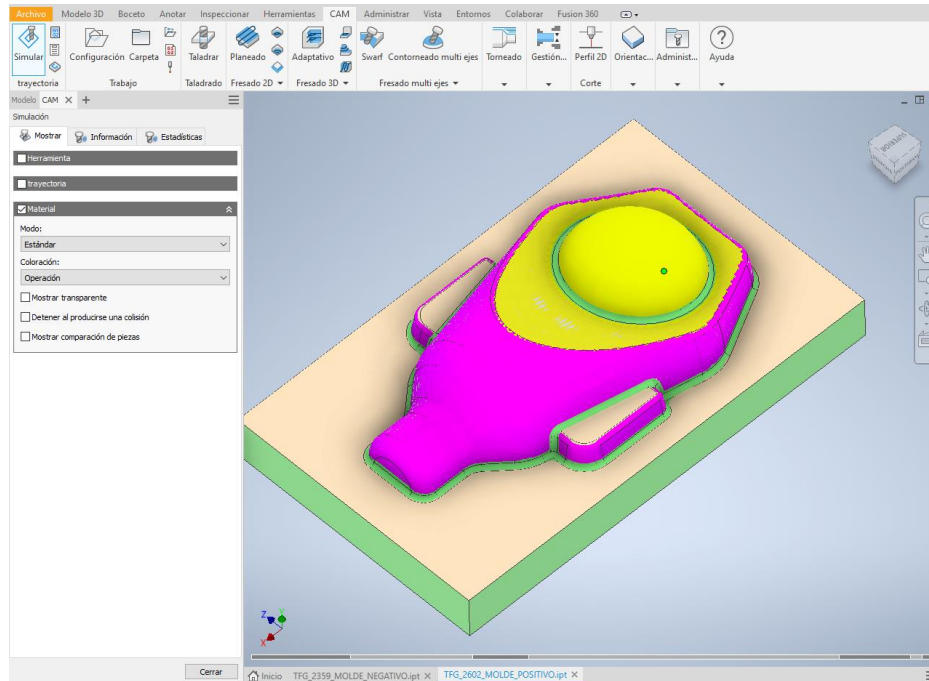 Archivo Modelo 3D Boceto Anotar Inspeccionar Herramientas CAM Administrar Vista Entornos Colaborar Fusion 360
Simular Configuración Carpeta Taladrar Planeado Adaptativo Swarf Contorneado multi ejes Torneado Gestión... Perfil 2D Orientac... Administ... Ayuda
trayectoria Trabajo Taladrado Fresado 2D Fresado 3D Fresado multi ejes Corte
Modelo CAM × +
Simulación
Mostrar Información Estadísticas
Herramienta
trayectoria
Material
Modo:
Estándar
Coloración:
Operación
Mostrar transparente
Detener al producirse una colisión
Mostrar comparación de piezas
SUPERIOR
Z Y
X
Cerrar
Inicio TFG_2359_MOLDE_NEGATIVO.ipt × TFG_2602_MOLDE_POSITIVO.ipt ×